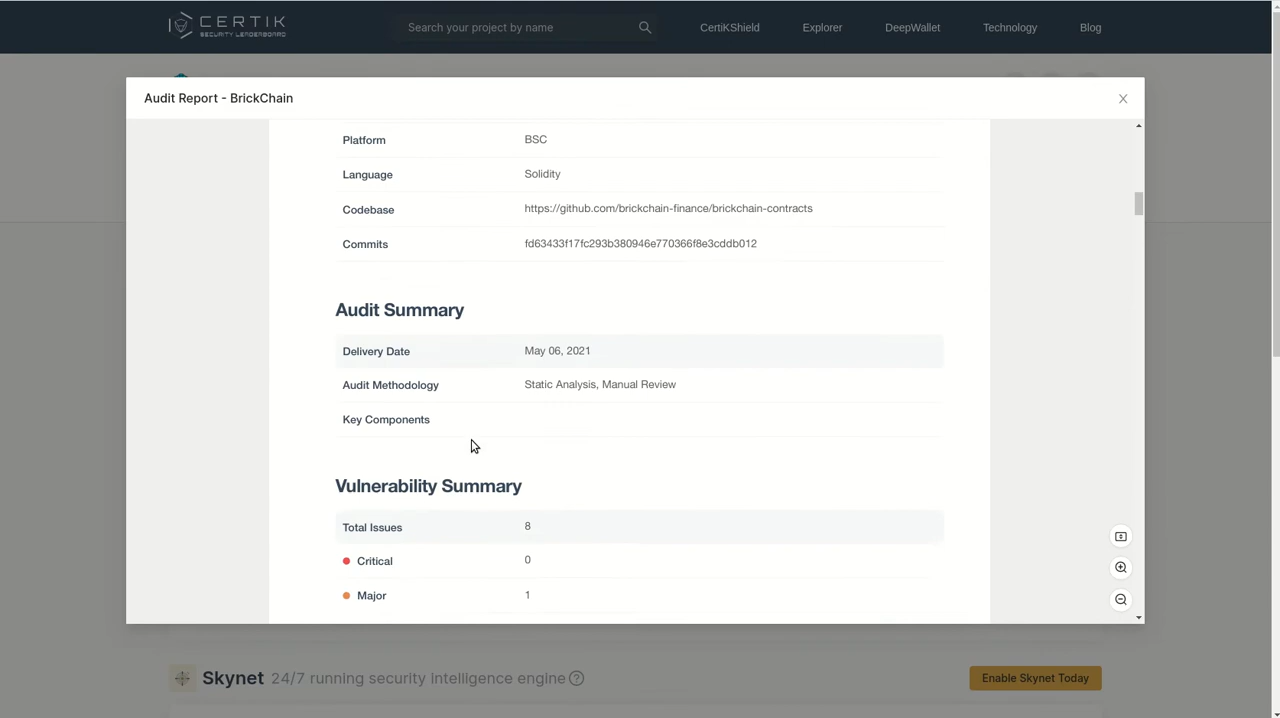 CERTIK
SECURITY LEADERBOARD
Search your project by name
CertiKShield
Explorer
DeepWallet
Technology
Blog
Audit Report - BrickChain
Platform BSC
Language Solidity
Codebase https://github.com/brickchain-finance/brickchain-contracts
Commits fd63433f17fc293b380946e770366f8e3cddb012
Audit Summary
Delivery Date May 06, 2021
Audit Methodology Static Analysis, Manual Review
Key Components
Vulnerability Summary
Total Issues 8
Critical 0
Major 1
Skynet 24/7 running security intelligence engine ?
Enable Skynet Today